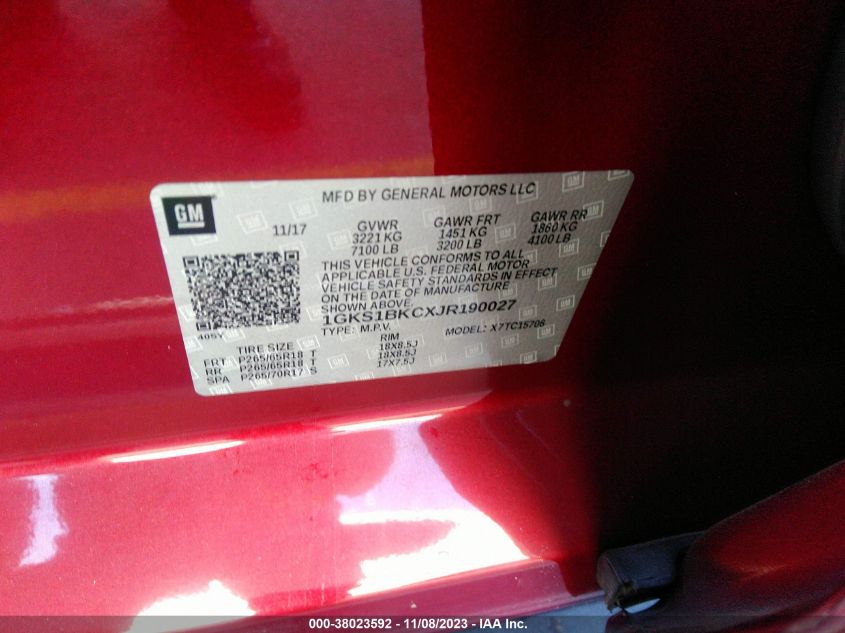 GM
MFD BY GENERAL MOTORS LLC
11/17
GVWR GAWR FRT GAWR RR
3221 KG 1451 KG 1860 KG
7100 LB 3200 LB 4100 LB
THIS VEHICLE CONFORMS TO ALL
APPLICABLE U.S. FEDERAL MOTOR
VEHICLE SAFETY STANDARDS IN EFFECT
ON THE DATE OF MANUFACTURE
SHOWN ABOVE.
1GKS1BKCXJR190027
TYPE: M.P.V. MODEL: X7TC15706
405Y
TIRE SIZE RIM
FRT P265/65R18 T 18X8.5J
RR P265/65R18 T 18X8.5J
SPA P265/70R17 S 17X7.5J
000-38023592 - 11/08/2023 - IAA Inc.